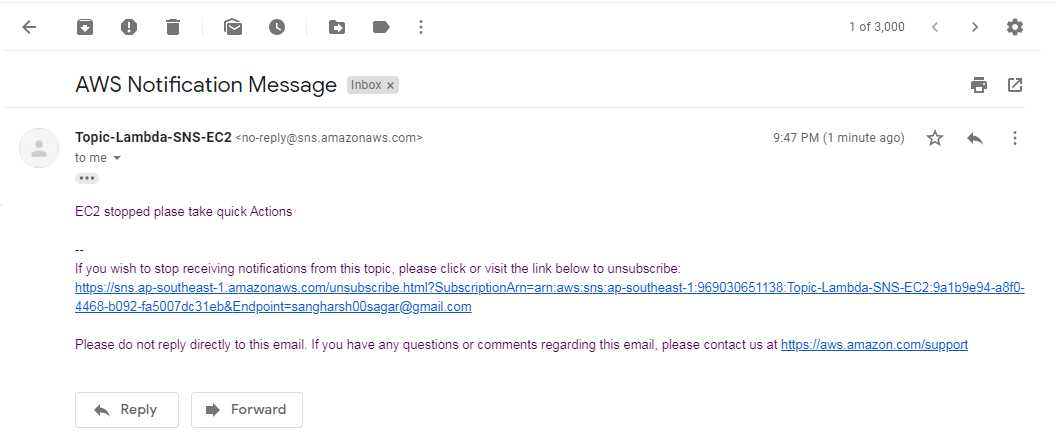 1 of 3,000
AWS Notification Message Inbox x
Topic-Lambda-SNS-EC2 <no-reply@sns.amazonaws.com> 9:47 PM (1 minute ago)
to me
EC2 stopped plase take quick Actions
--
If you wish to stop receiving notifications from this topic, please click or visit the link below to unsubscribe:
https://sns.ap-southeast-1.amazonaws.com/unsubscribe.html?SubscriptionArn=arn:aws:sns:ap-southeast-1:969030651138:Topic-Lambda-SNS-EC2:9a1b9e94-a8f0-
4468-b092-fa5007dc31eb&Endpoint=sangharsh00sagar@gmail.com
Please do not reply directly to this email. If you have any questions or comments regarding this email, please contact us at https://aws.amazon.com/support
Reply Forward